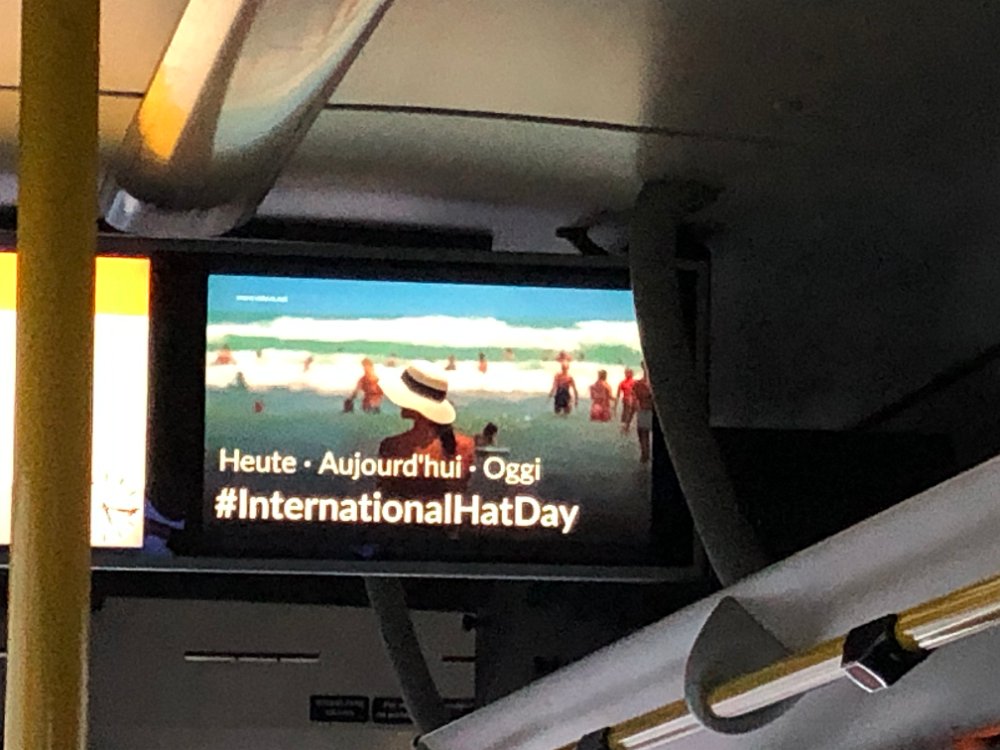 Heute · Aujourd'hui · Oggi
#InternationalHatDay